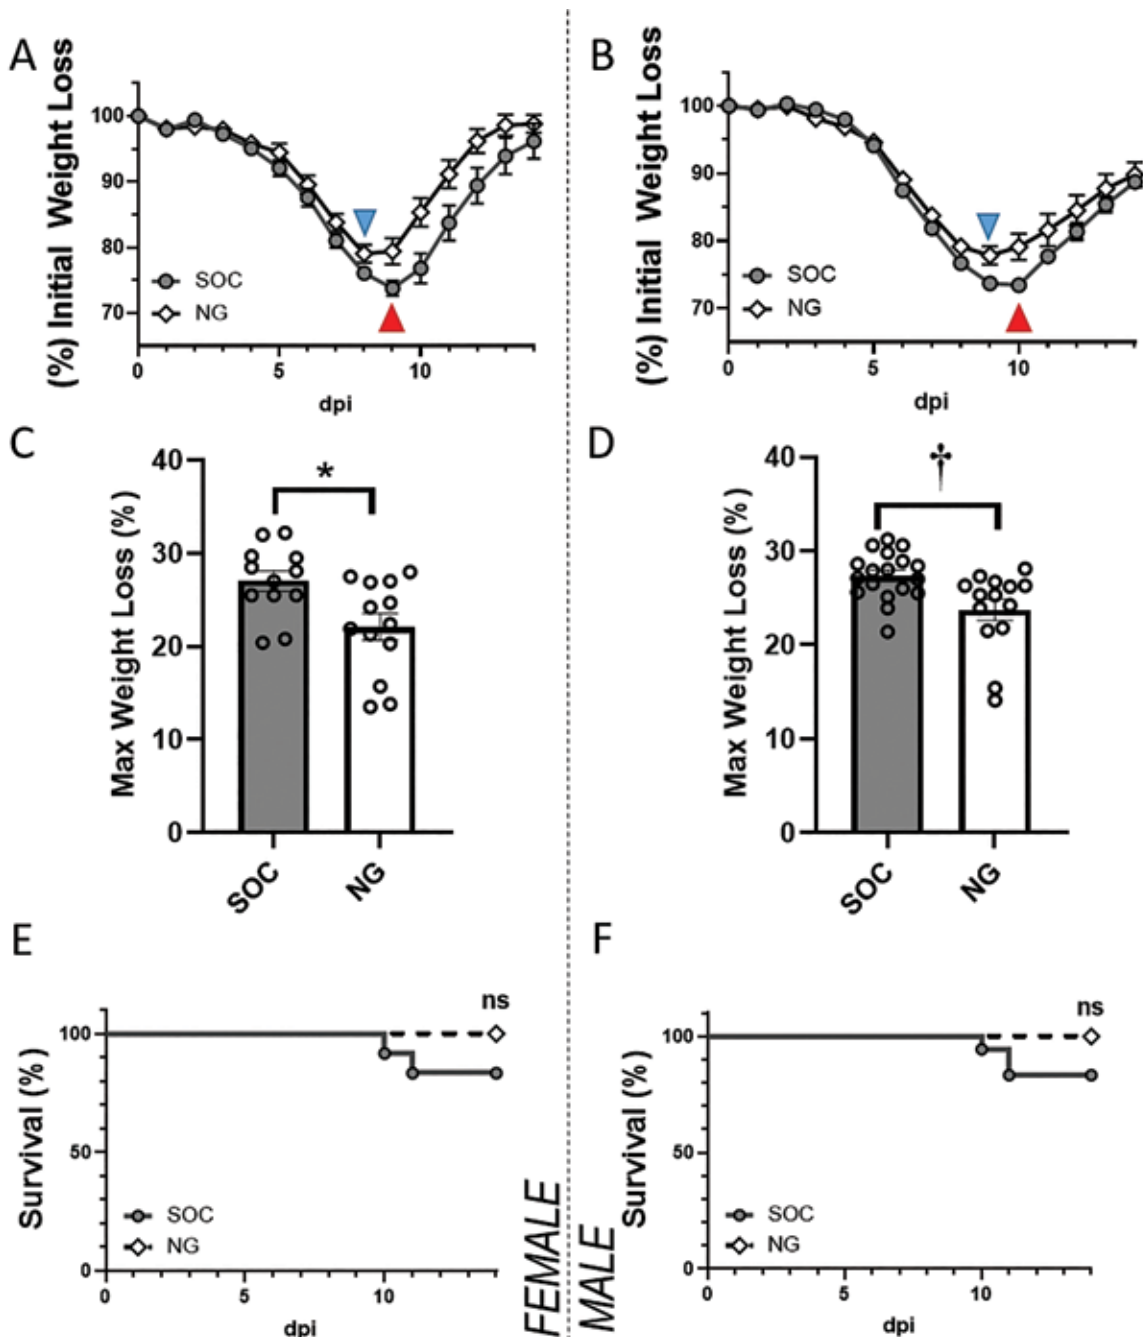 A
(%) Initial Weight Loss
100
90
80
70
SOC
NG
0
5
10
dpi
B
(%) Initial Weight Loss
100
90
80
70
SOC
NG
0
5
10
dpi
C
Max Weight Loss (%)
40
30
20
10
0
*
SOC
NG
D
Max Weight Loss (%)
40
30
20
10
0
†
SOC
NG
E
Survival (%)
100
50
0
ns
SOC
NG
0
10
dpi
FEMALE
MALE
F
Survival (%)
100
50
0
ns
SOC
NG
0
10
dpi